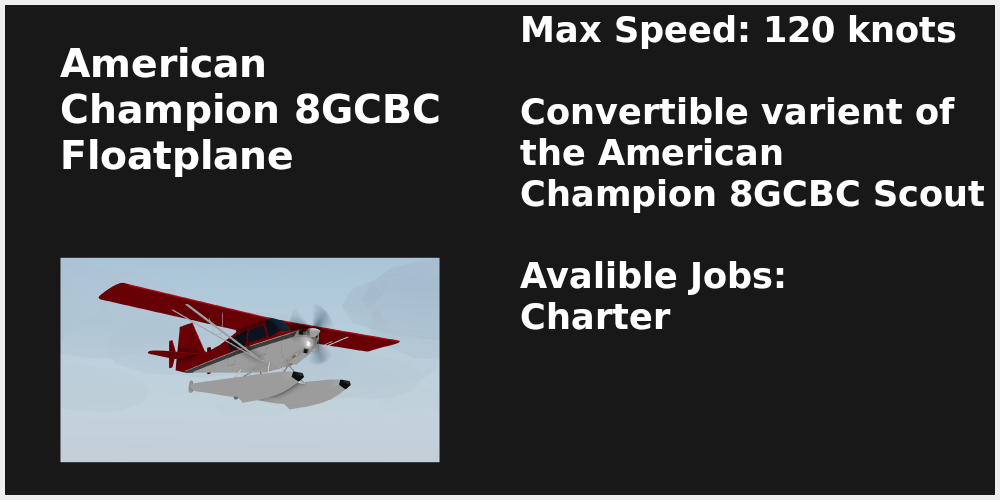 American
Champion 8GCBC
Floatplane
Max Speed: 120 knots
Convertible varient of
the American
Champion 8GCBC Scout
Avalible Jobs:
Charter